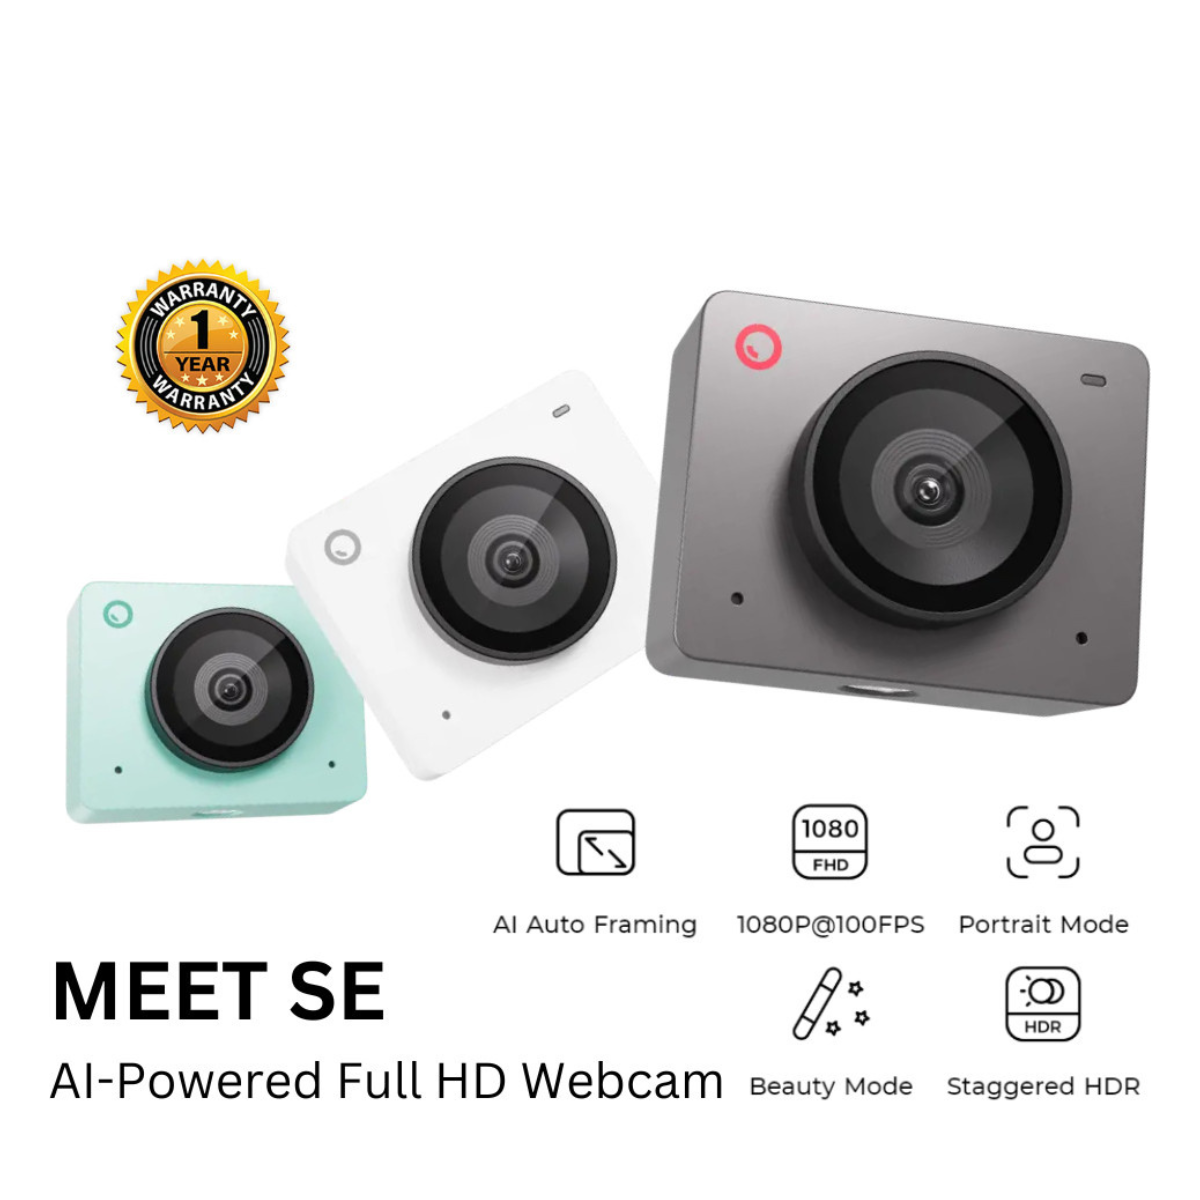 WARRANTY
1
YEAR
WARRANTY
1080
FHD
AI Auto Framing
1080P@100FPS
Portrait Mode
MEET SE
AI-Powered Full HD Webcam
HDR
Beauty Mode
Staggered HDR